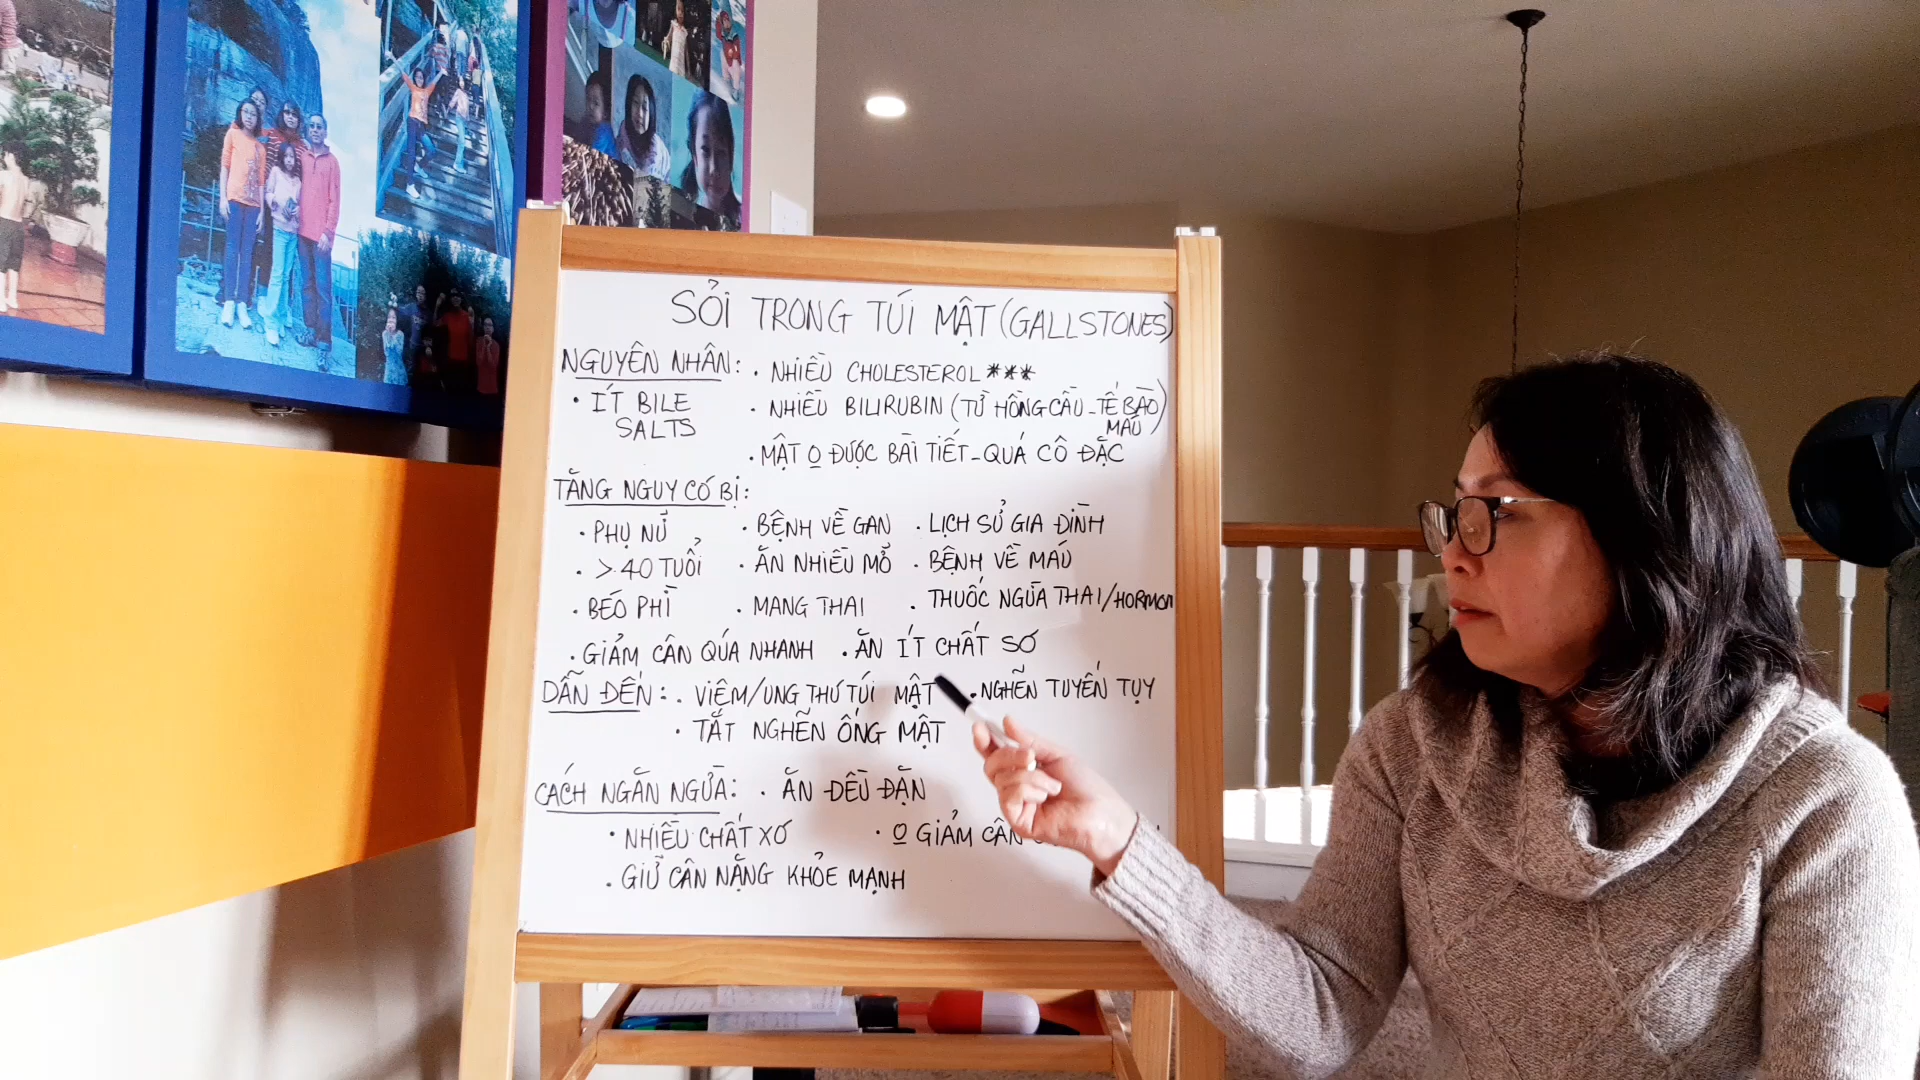 SỎI TRONG TÚI MẬT (GALLSTONES)
NGUYÊN NHÂN: • NHIỀU CHOLESTEROL ***
• ÍT BILE SALTS
• NHIỀU BILIRUBIN (TỪ HỒNG CẦU - TẾ BÀO MÁU)
• MẬT O ĐƯỢC BÀI TIẾT - QUÁ CÔ ĐẶC
TĂNG NGUY CƠ BỊ:
• PHỤ NỮ • BỆNH VỀ GAN • LỊCH SỬ GIA ĐÌNH
• > 40 TUỔI • ĂN NHIỀU MỠ • BỆNH VỀ MÁU
• BÉO PHÌ • MANG THAI • THUỐC NGỪA THAI/HORMON
• GIẢM CÂN QÚA NHANH • ĂN ÍT CHẤT SƠ
DẪN ĐẾN: • VIÊM/UNG THƯ TÚI MẬT • NGHẼN TUYẾN TỤY
• TẮT NGHẼN ỐNG MẬT
CÁCH NGĂN NGỪA: • ĂN ĐỀU ĐẶN
• NHIỀU CHẤT XƠ • O GIẢM CÂN
• GIỮ CÂN NẶNG KHỎE MẠNH